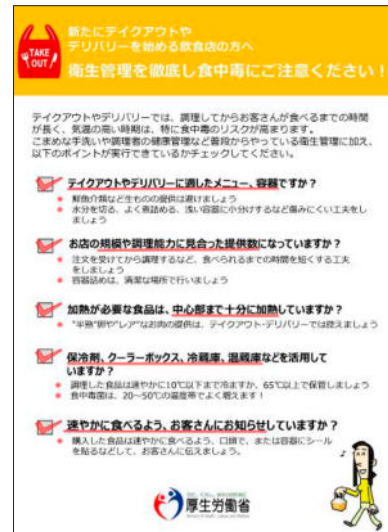 TAKE
OUT!
新たにテイクアウトや
デリバリーを始める飲食店の方へ
衛生管理を徹底し食中毒にご注意ください!
テイクアウトやデリバリーでは、調理してからお客さんが食べるまでの時間
が長く、気温の高い時期は、特に食中毒のリスクが高まります。
こまめな手洗いや調理者の健康管理など普段からやっている衛生管理に加え、
以下のポイントが実行できているかチェックしてください。
テイクアウトやデリバリーに適したメニュー、容器ですか?
● 鮮魚介類など生ものの提供は避けましょう
● 水分を切る、よく煮詰める、浅い容器に小分けするなど傷みにくい工夫をし
ましょう
お店の規模や調理能力に見合った提供数になっていますか?
● 注文を受けてから調理するなど、食べられるまでの時間を短くする工夫
をしましょう
● 容器詰めは、清潔な場所で行いましょう
加熱が必要な食品は、中心部まで十分に加熱していますか?
● "半熟"卵や"レア"なお肉の提供は、テイクアウト・デリバリーでは控えましょう
保冷剤、クーラーボックス、冷蔵庫、温蔵庫などを活用して
いますか?
● 調理した食品は速やかに10℃以下まで冷ますか、65℃以上で保管しましょう
● 食中毒菌は、20~50℃の温度帯でよく増えます!
速やかに食べるよう、お客さんにお知らせしていますか?
● 購入した食品は速やかに食べるよう、口頭で、または容器にシール
を貼るなどして、お客さんに伝えましょう。
厚生労働省